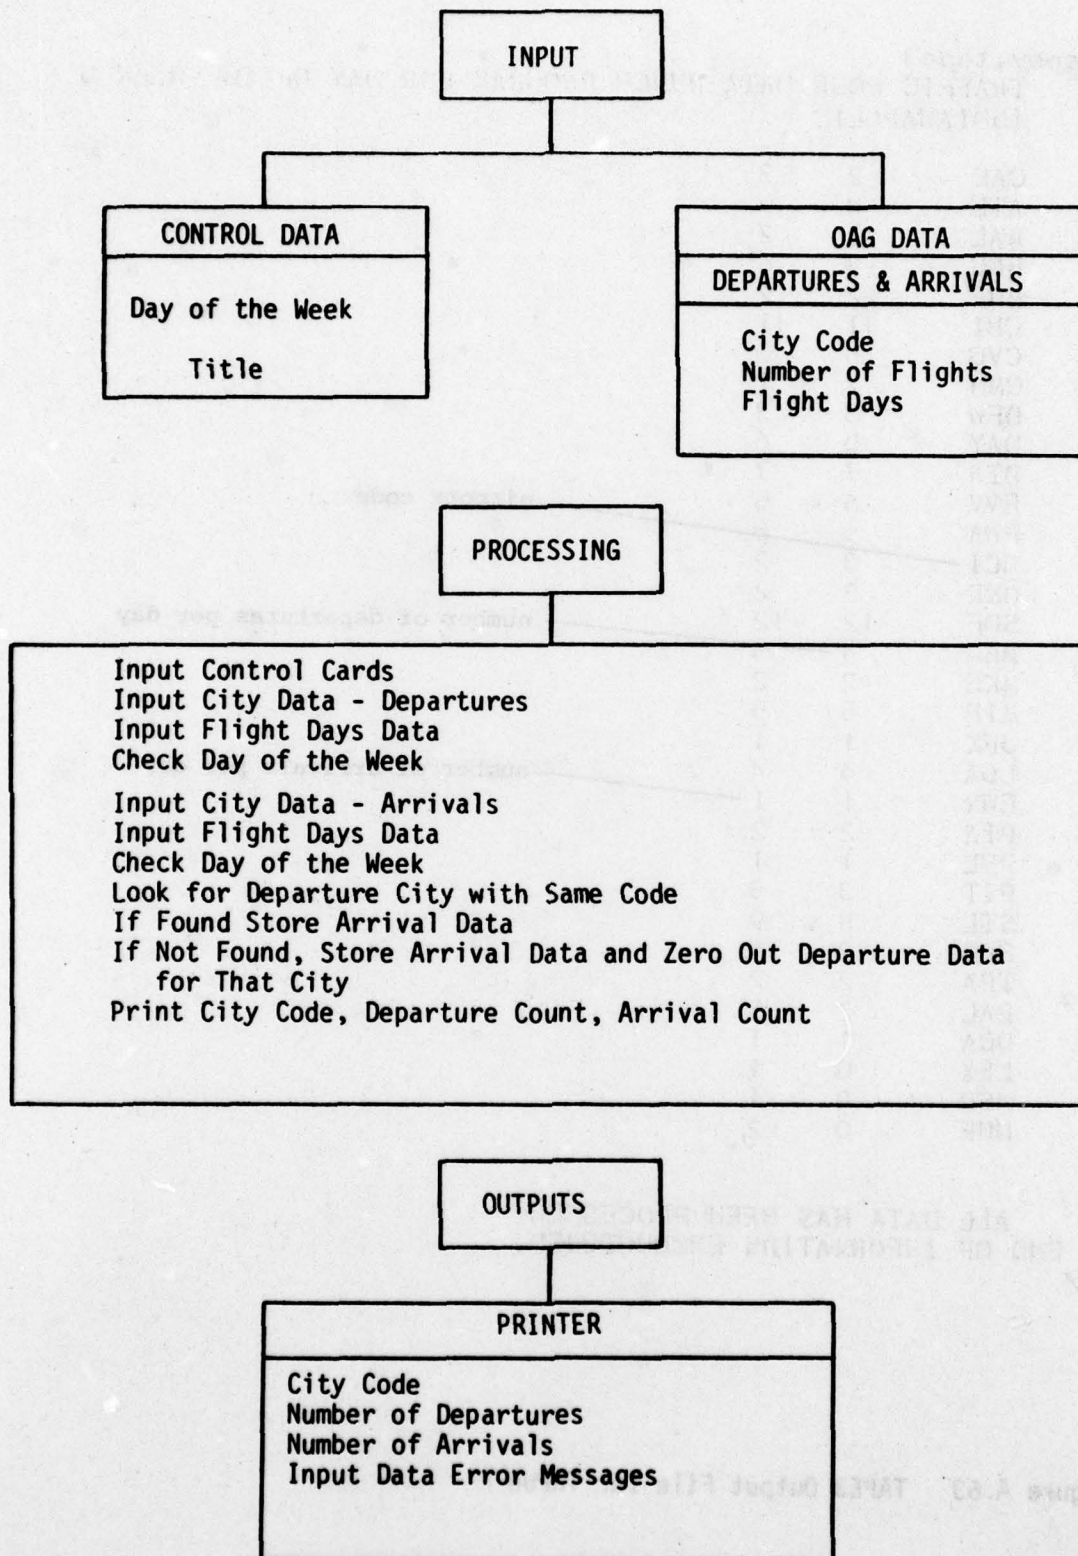 INPUT
CONTROL DATA
Day of the Week
Title
OAG DATA
DEPARTURES & ARRIVALS
City Code
Number of Flights
Flight Days
PROCESSING
Input Control Cards
Input City Data - Departures
Input Flight Days Data
Check Day of the Week
Input City Data - Arrivals
Input Flight Days Data
Check Day of the Week
Look for Departure City with Same Code
If Found Store Arrival Data
If Not Found, Store Arrival Data and Zero Out Departure Data
for That City
Print City Code, Departure Count, Arrival Count
OUTPUTS
PRINTER
City Code
Number of Departures
Number of Arrivals
Input Data Error Messages